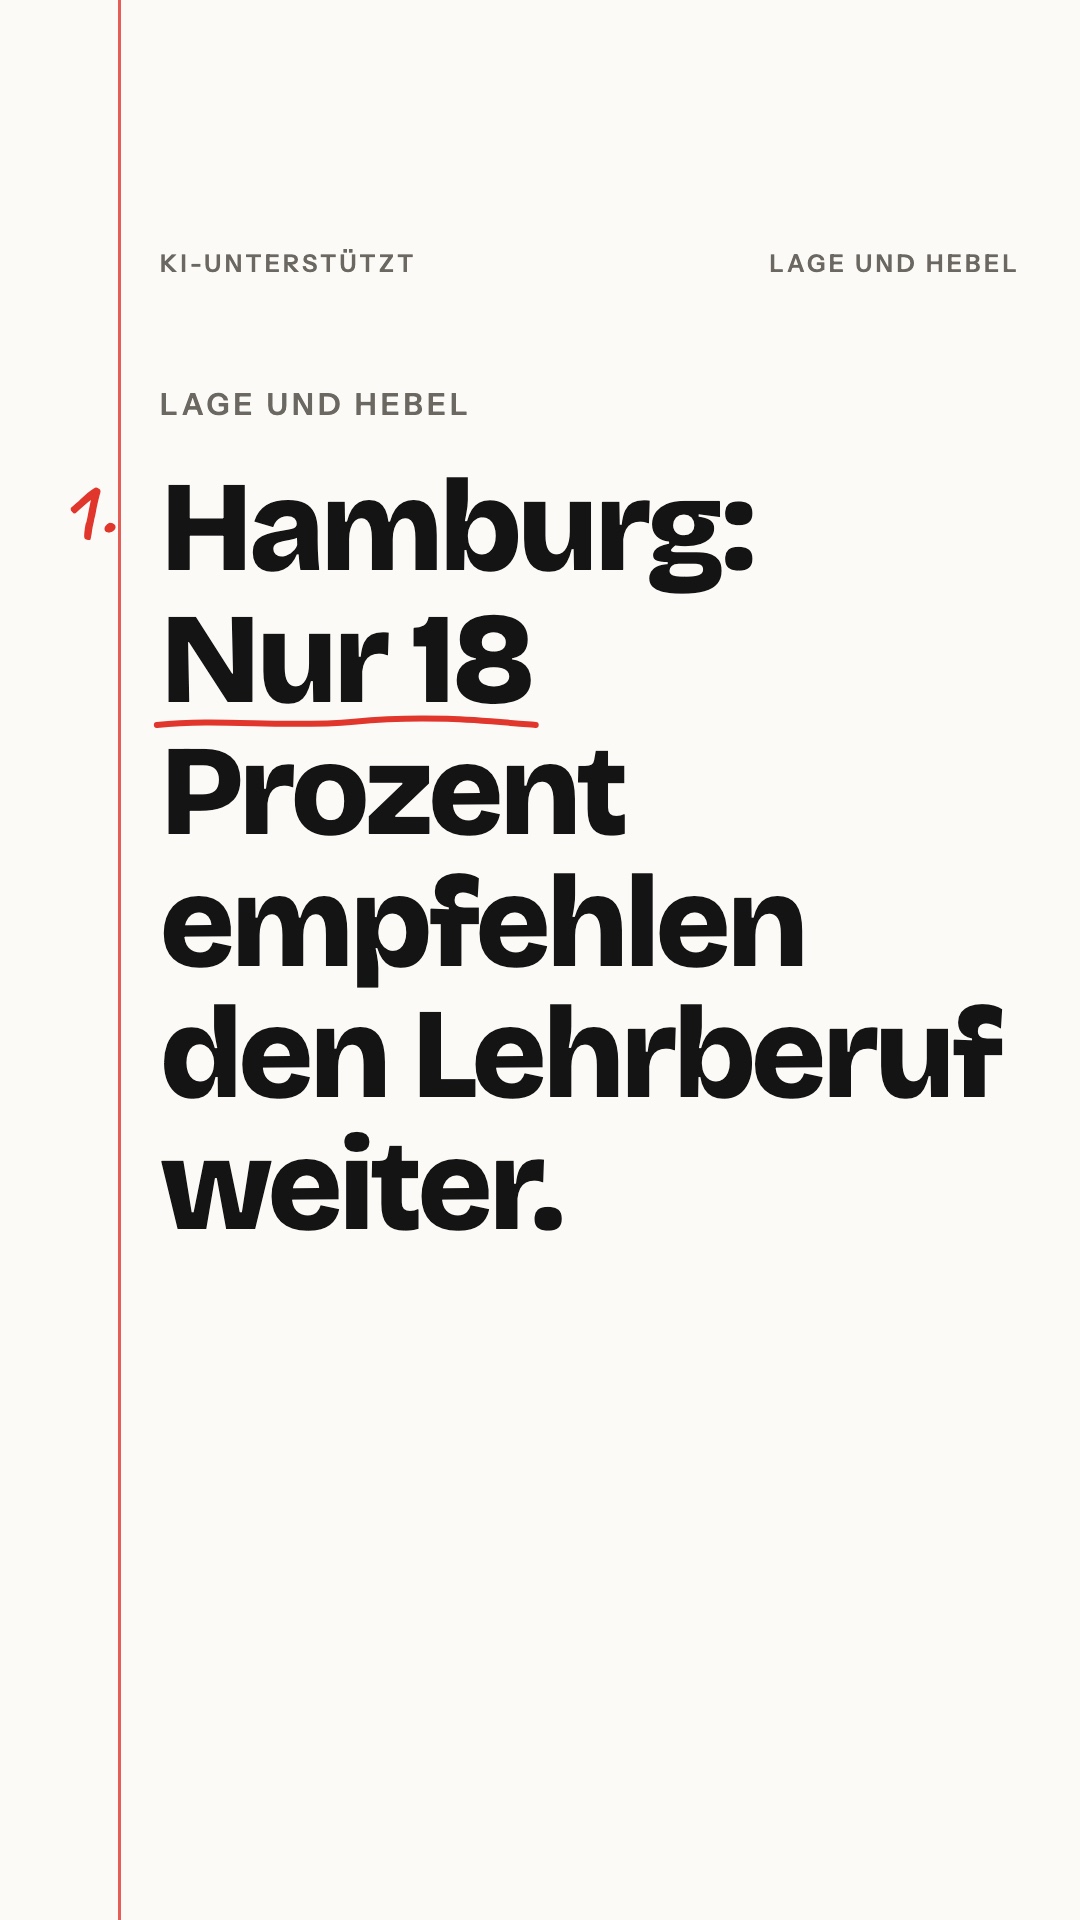 KI-UNTERSTÜTZT
LAGE UND HEBEL
LAGE UND HEBEL
1.
Hamburg:
Nur 18
Prozent
empfehlen
den Lehrberuf
weiter.